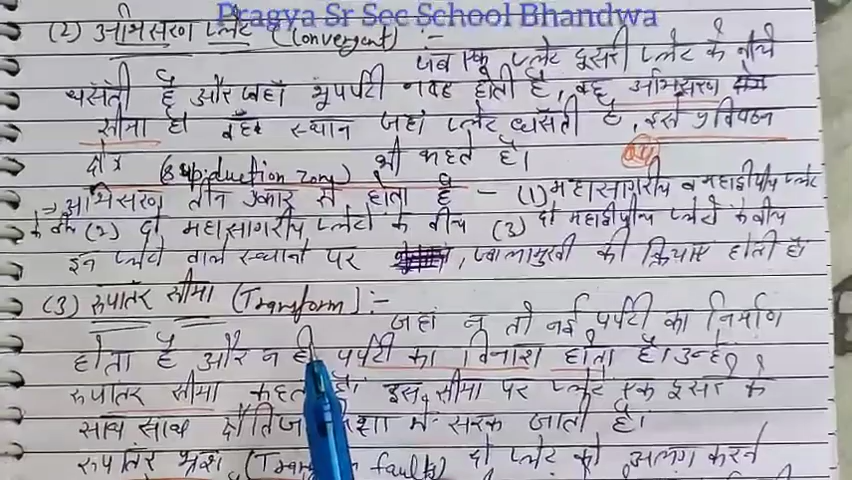 Pragya Sr Sec School Bhandwa
(2) अभिसरण प्लेट (Convergent) :-
जब एक प्लेट दूसरी प्लेट के नीचे
धसती है और जहाँ भूपर्पटी नष्ट होती है, वह अभिसरण
सीमा है। वह स्थान जहां प्लेट धसती है, इसे प्रविष्ठन
क्षेत्र (Subduction zone) भी कहते है।
⇒ अभिसरण तीन प्रकार से होता है - (1) महासागरीय व महाद्वीपीय प्लेट
के बीच (2) दो महासागरीय प्लेटो के बीच (3) दो महाद्वीपीय प्लेटो के बीच
इन प्लेटो वाले स्थानो पर , ज्वालामुखी की क्रियाए होती है।
(3) रुपांतर सीमा (Transform) :-
जहां न तो नई पर्पटी का निर्माण
होता है और न ही पर्पटी का विनाश होता है। उन्हे
रुपांतर सीमा कहते है। इस सीमा पर प्लेटे एक दूसरे के
साथ साथ क्षैतिज दिशा मे सरक जाती है।
रुपांतर भ्रंश (Transform faults) दो प्लेट को अलग करने